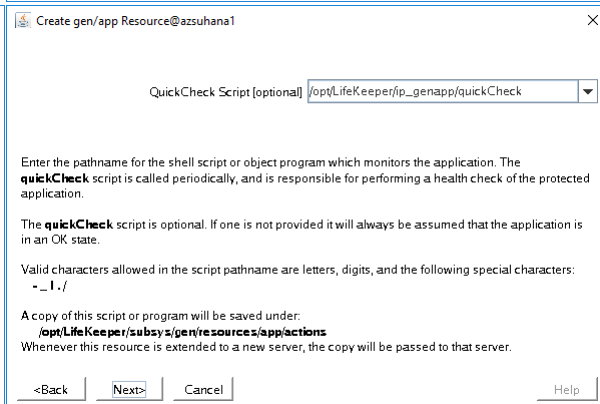 Create gen/app Resource@azsuhana1
QuickCheck Script [optional] /opt/LifeKeeper/ip_genapp/quickCheck
Enter the pathname for the shell script or object program which monitors the application. The
quickCheck script is called periodically, and is responsible for performing a health check of the protected
application.
The quickCheck script is optional. If one is not provided it will always be assumed that the application is
in an OK state.
Valid characters allowed in the script pathname are letters, digits, and the following special characters:
- _ ! . /
A copy of this script or program will be saved under:
/opt/LifeKeeper/subsys/gen/resources/app/actions
Whenever this resource is extended to a new server, the copy will be passed to that server.
<Back Next> Cancel Help